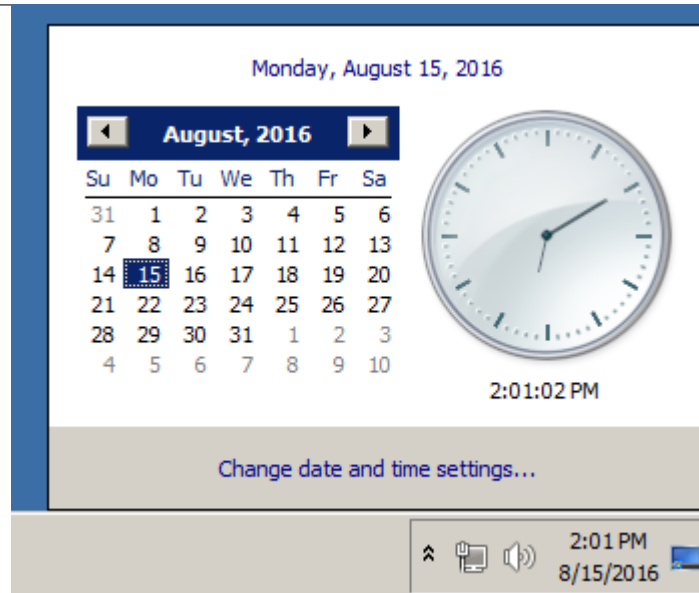 Monday, August 15, 2016
August, 2016
Su Mo Tu We Th Fr Sa
31 1 2 3 4 5 6
7 8 9 10 11 12 13
14 15 16 17 18 19 20
21 22 23 24 25 26 27
28 29 30 31 1 2 3
4 5 6 7 8 9 10
2:01:02 PM
Change date and time settings...
2:01 PM
8/15/2016